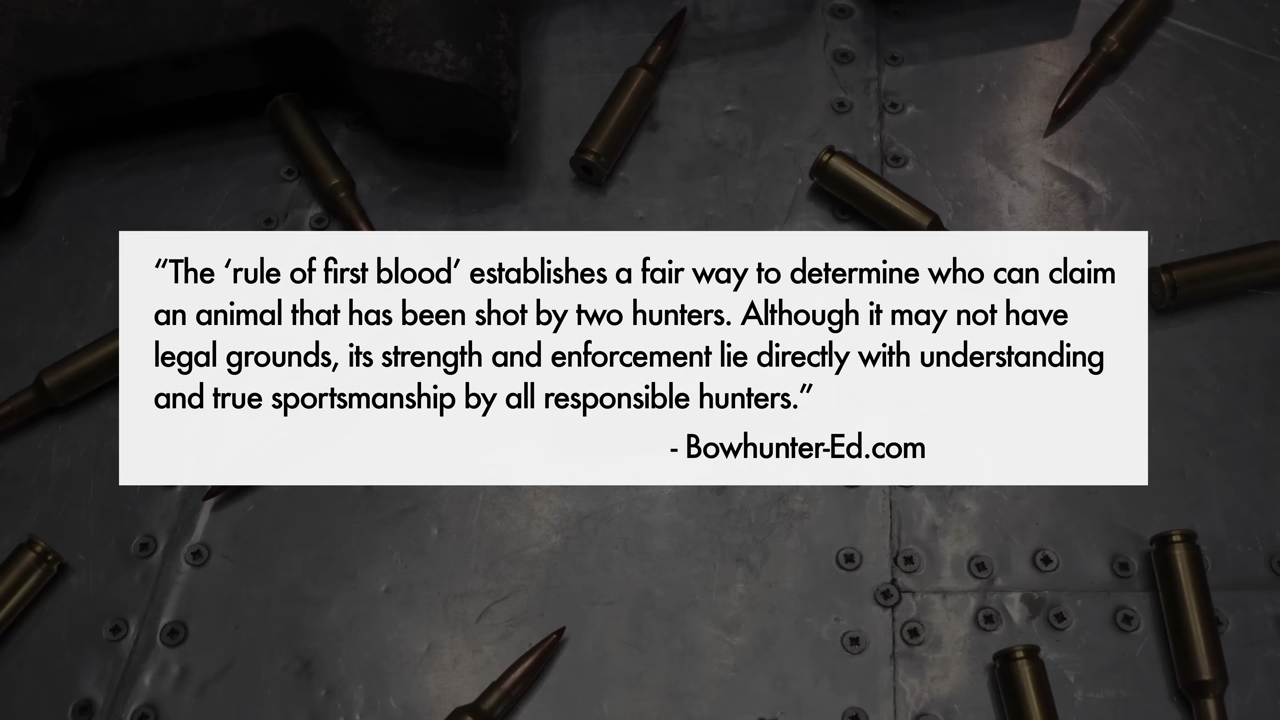 “The ‘rule of first blood’ establishes a fair way to determine who can claim
an animal that has been shot by two hunters. Although it may not have
legal grounds, its strength and enforcement lie directly with understanding
and true sportsmanship by all responsible hunters.”
- Bowhunter-Ed.com